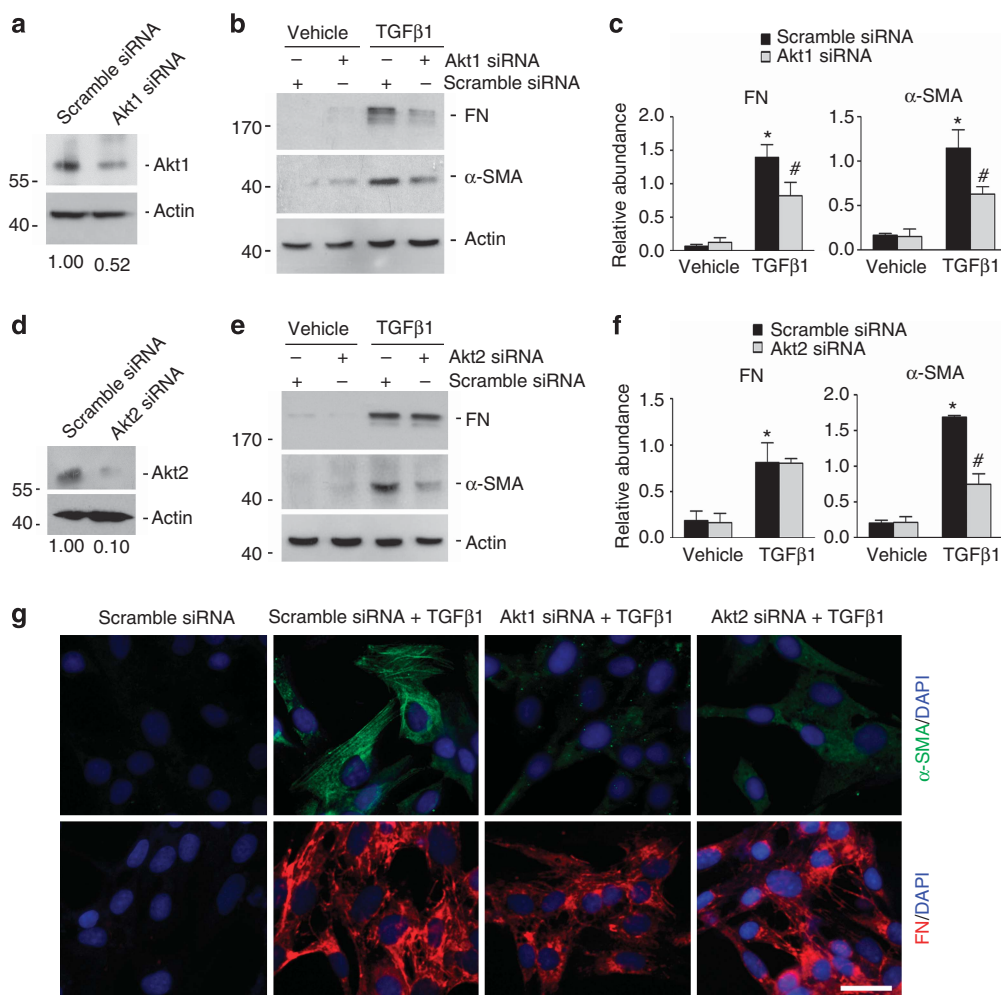 a
Scramble siRNA
Akt1 siRNA
55 -
- Akt1
40 -
- Actin
1.00 0.52
b
Vehicle TGFβ1
– + – + Akt1 siRNA
+ – + – Scramble siRNA
170 -
- FN
40 -
- α-SMA
40 -
- Actin
c
Scramble siRNA
Akt1 siRNA
Relative abundance
FN
2.0
1.5
1.0
0.5
0.0
*
#
Vehicle TGFβ1
α-SMA
1.5
1.0
0.5
0
*
#
Vehicle TGFβ1
d
Scramble siRNA
Akt2 siRNA
55 -
- Akt2
40 -
- Actin
1.00 0.10
e
Vehicle TGFβ1
– + – + Akt2 siRNA
+ – + – Scramble siRNA
170 -
- FN
40 -
- α-SMA
40 -
- Actin
f
Scramble siRNA
Akt2 siRNA
Relative abundance
FN
1.5
1.0
0.5
0.0
*
Vehicle TGFβ1
α-SMA
2.0
1.5
1.0
0.5
0.0
*
#
Vehicle TGFβ1
g
Scramble siRNA Scramble siRNA + TGFβ1 Akt1 siRNA + TGFβ1 Akt2 siRNA + TGFβ1
α-SMA/DAPI
FN/DAPI